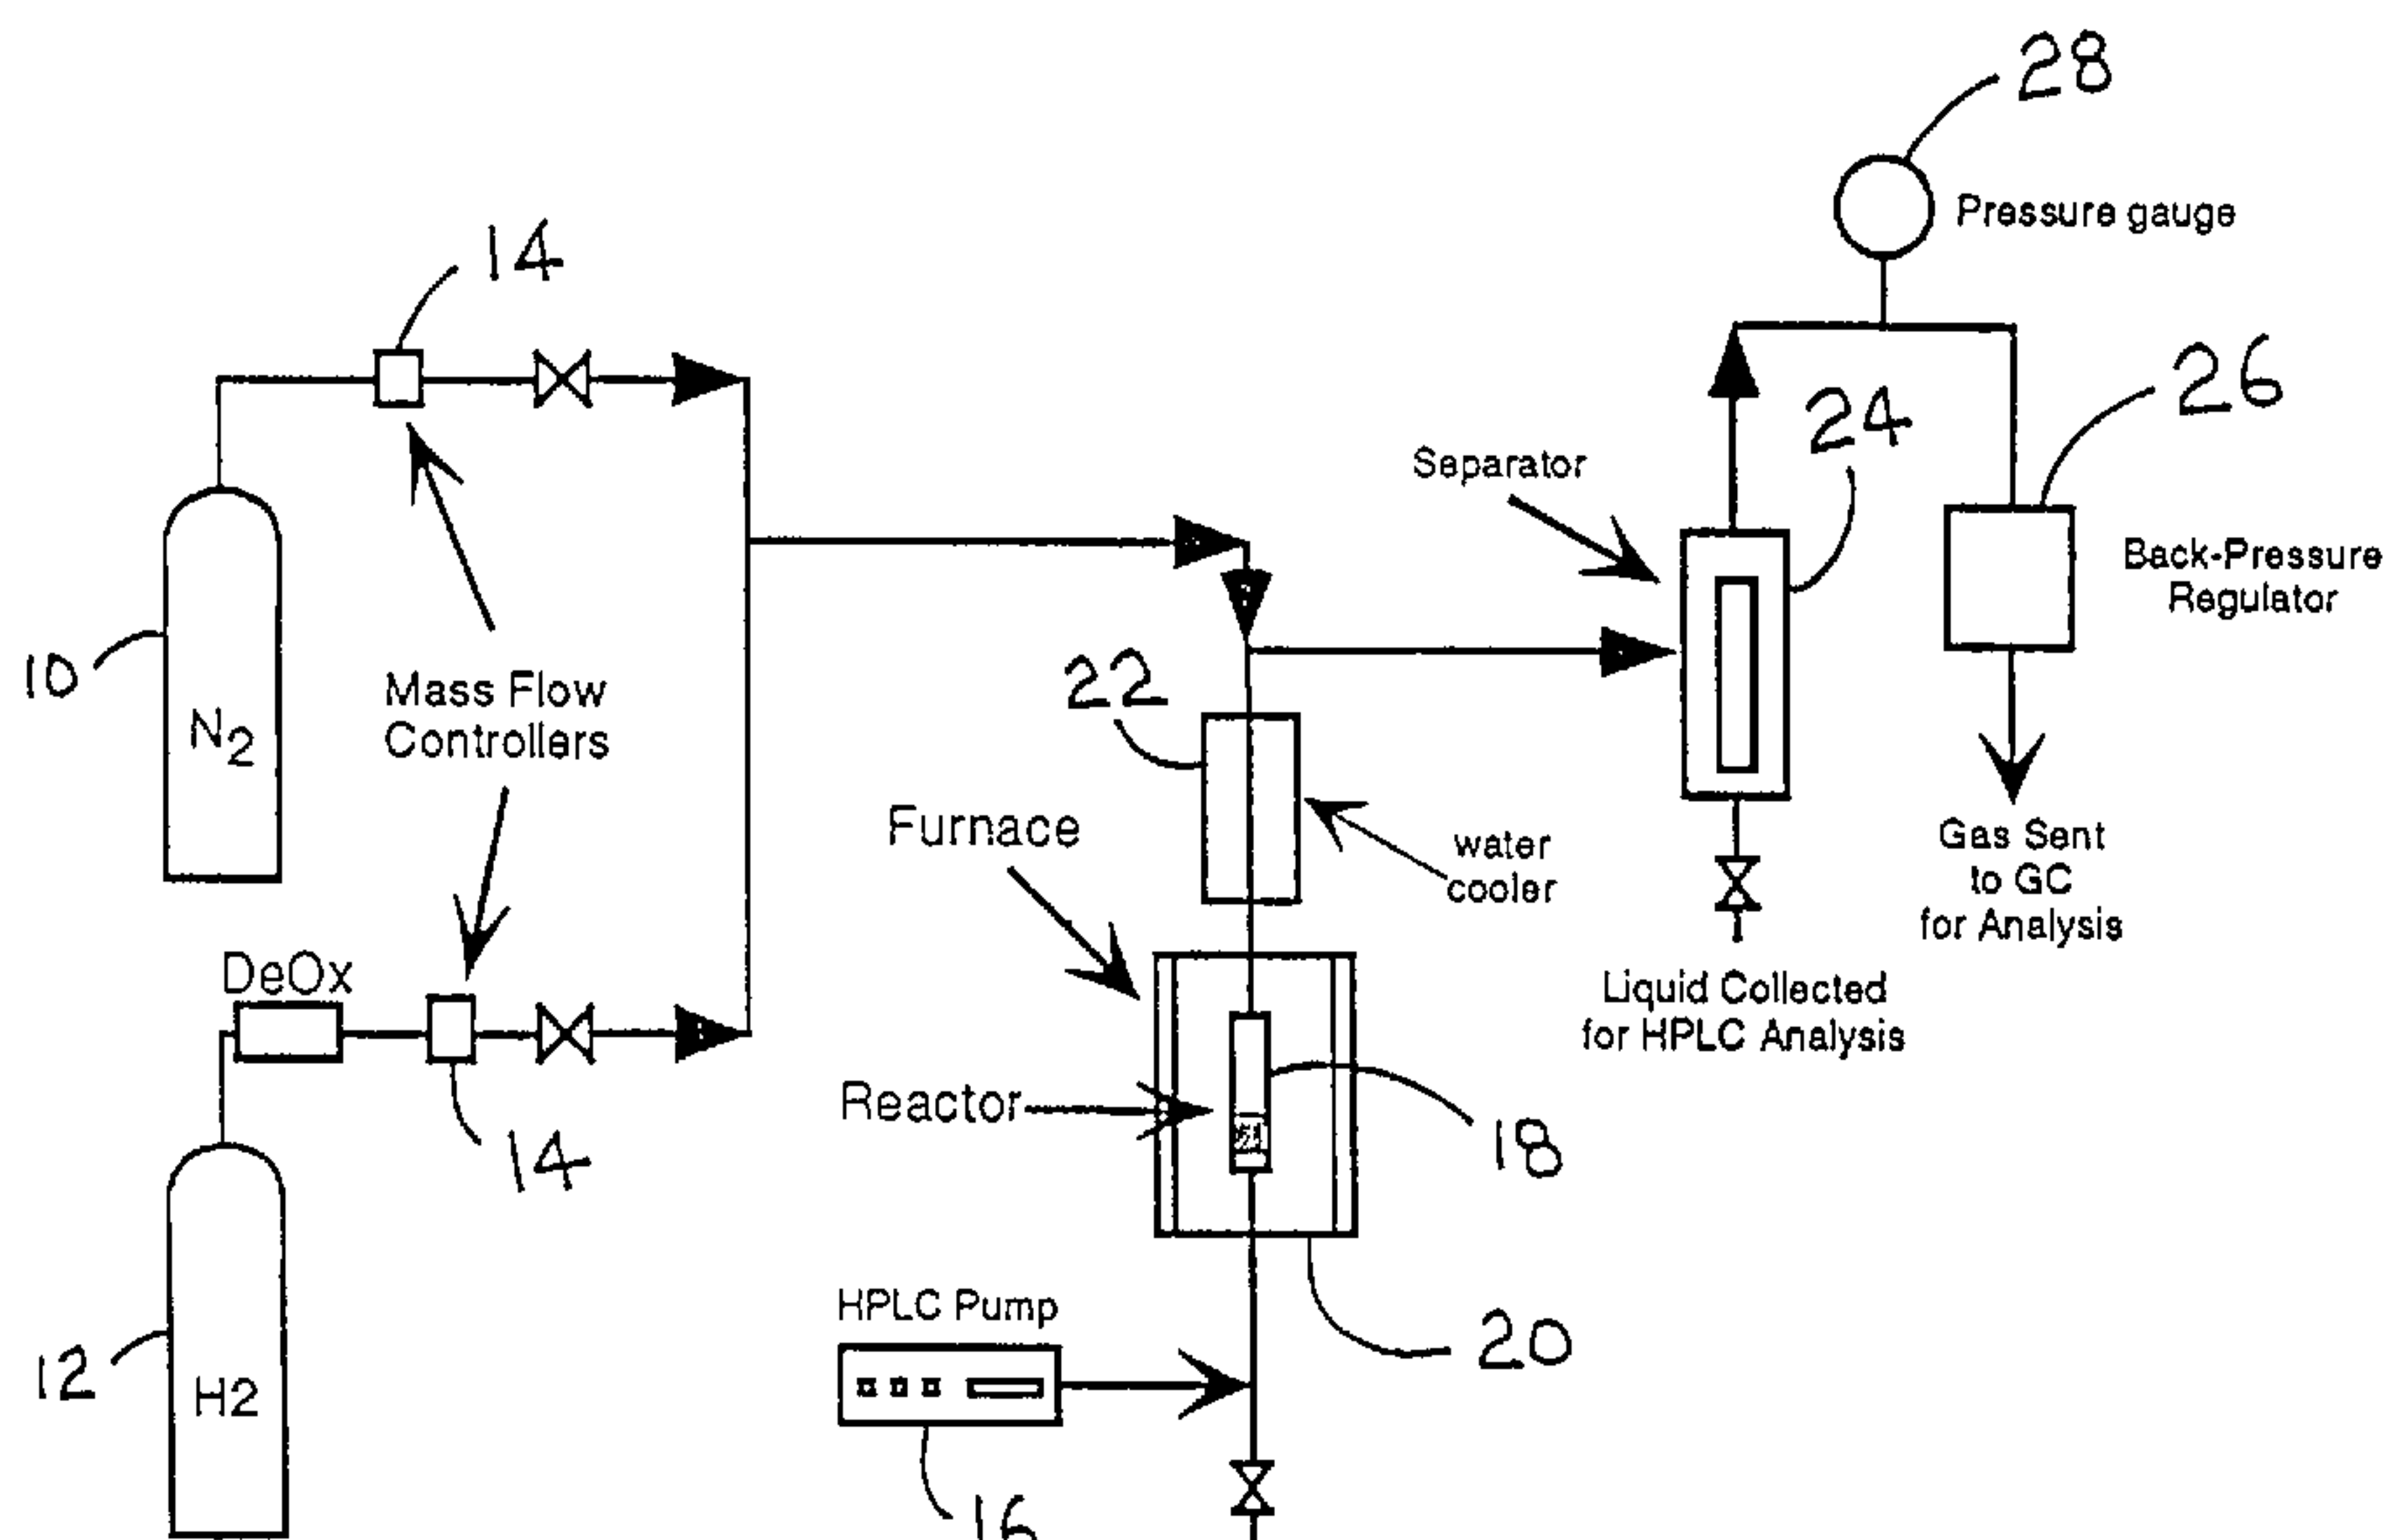 28
Pressure gauge
14
26
24
Separator
Back-Pressure
Regulator
10
N2
Mass Flow
Controllers
22
Furnace
water
cooler
Gas Sent
to GC
for Analysis
DeOx
Liquid Collected
for HPLC Analysis
Reactor
18
14
HPLC Pump
20
12
H2
16